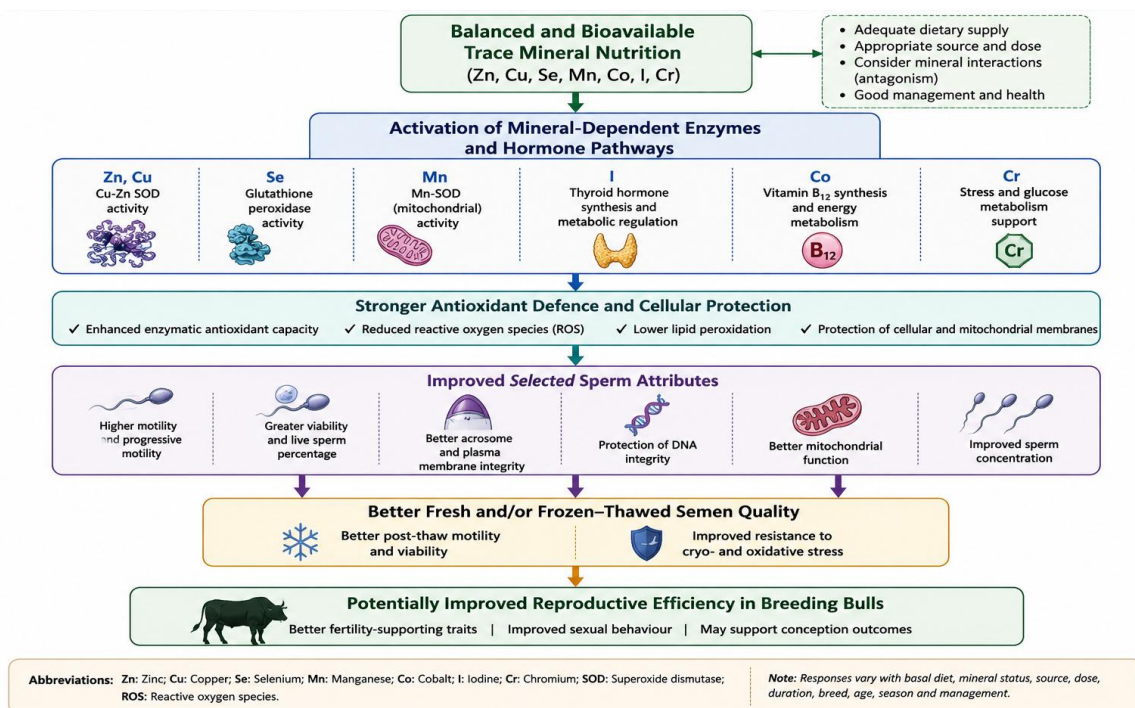 Balanced and Bioavailable
Trace Mineral Nutrition
(Zn, Cu, Se, Mn, Co, I, Cr)
• Adequate dietary supply
• Appropriate source and dose
• Consider mineral interactions
(antagonism)
• Good management and health
Activation of Mineral-Dependent Enzymes
and Hormone Pathways
Zn, Cu
Cu-Zn SOD
activity
Se
Glutathione
peroxidase
activity
Mn
Mn-SOD
(mitochondrial)
activity
I
Thyroid hormone
synthesis and
metabolic regulation
Co
Vitamin B₁₂ synthesis
and energy
metabolism
B₁₂
Cr
Stress and glucose
metabolism
support
Cr
Stronger Antioxidant Defence and Cellular Protection
✓ Enhanced enzymatic antioxidant capacity ✓ Reduced reactive oxygen species (ROS) ✓ Lower lipid peroxidation ✓ Protection of cellular and mitochondrial membranes
Improved Selected Sperm Attributes
Higher motility
and progressive
motility
Greater viability
and live sperm
percentage
Better acrosome
and plasma
membrane integrity
Protection of DNA
integrity
Better mitochondrial
function
Improved sperm
concentration
Better Fresh and/or Frozen–Thawed Semen Quality
Better post-thaw motility
and viability
Improved resistance to
cryo- and oxidative stress
Potentially Improved Reproductive Efficiency in Breeding Bulls
Better fertility-supporting traits | Improved sexual behaviour | May support conception outcomes
Abbreviations: Zn: Zinc; Cu: Copper; Se: Selenium; Mn: Manganese; Co: Cobalt; I: Iodine; Cr: Chromium; SOD: Superoxide dismutase;
ROS: Reactive oxygen species.
Note: Responses vary with basal diet, mineral status, source, dose,
duration, breed, age, season and management.